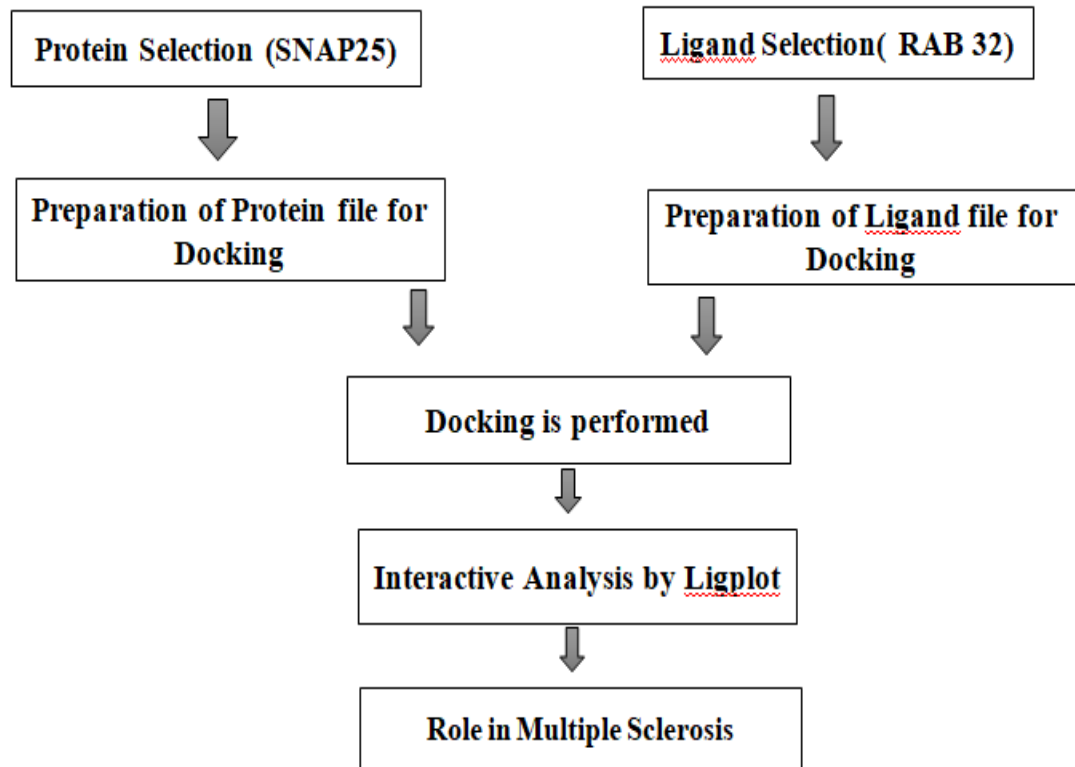 Protein Selection (SNAP25)
Ligand Selection( RAB 32)
Preparation of Protein file for
Docking
Preparation of Ligand file for
Docking
Docking is performed
Interactive Analysis by Ligplot
Role in Multiple Sclerosis